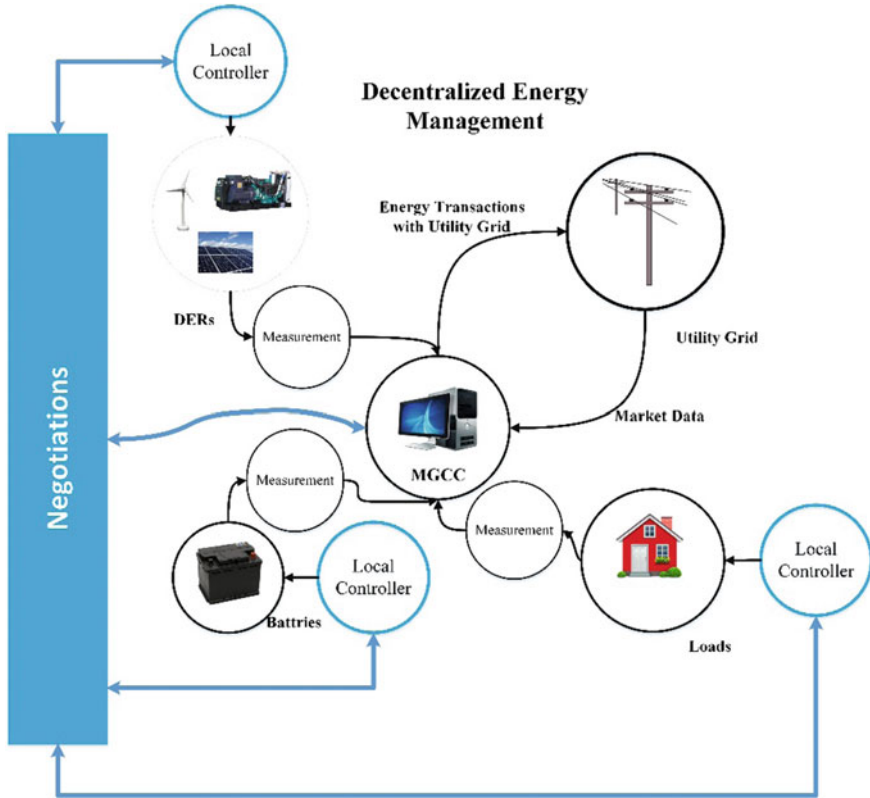 Local
Controller
Decentralized Energy
Management
Energy Transactions
with Utility Grid
DERs
Measurement
Utility Grid
Market Data
MGCC
Negotiations
Measurement
Measurement
Local
Controller
Battries
Local
Controller
Loads